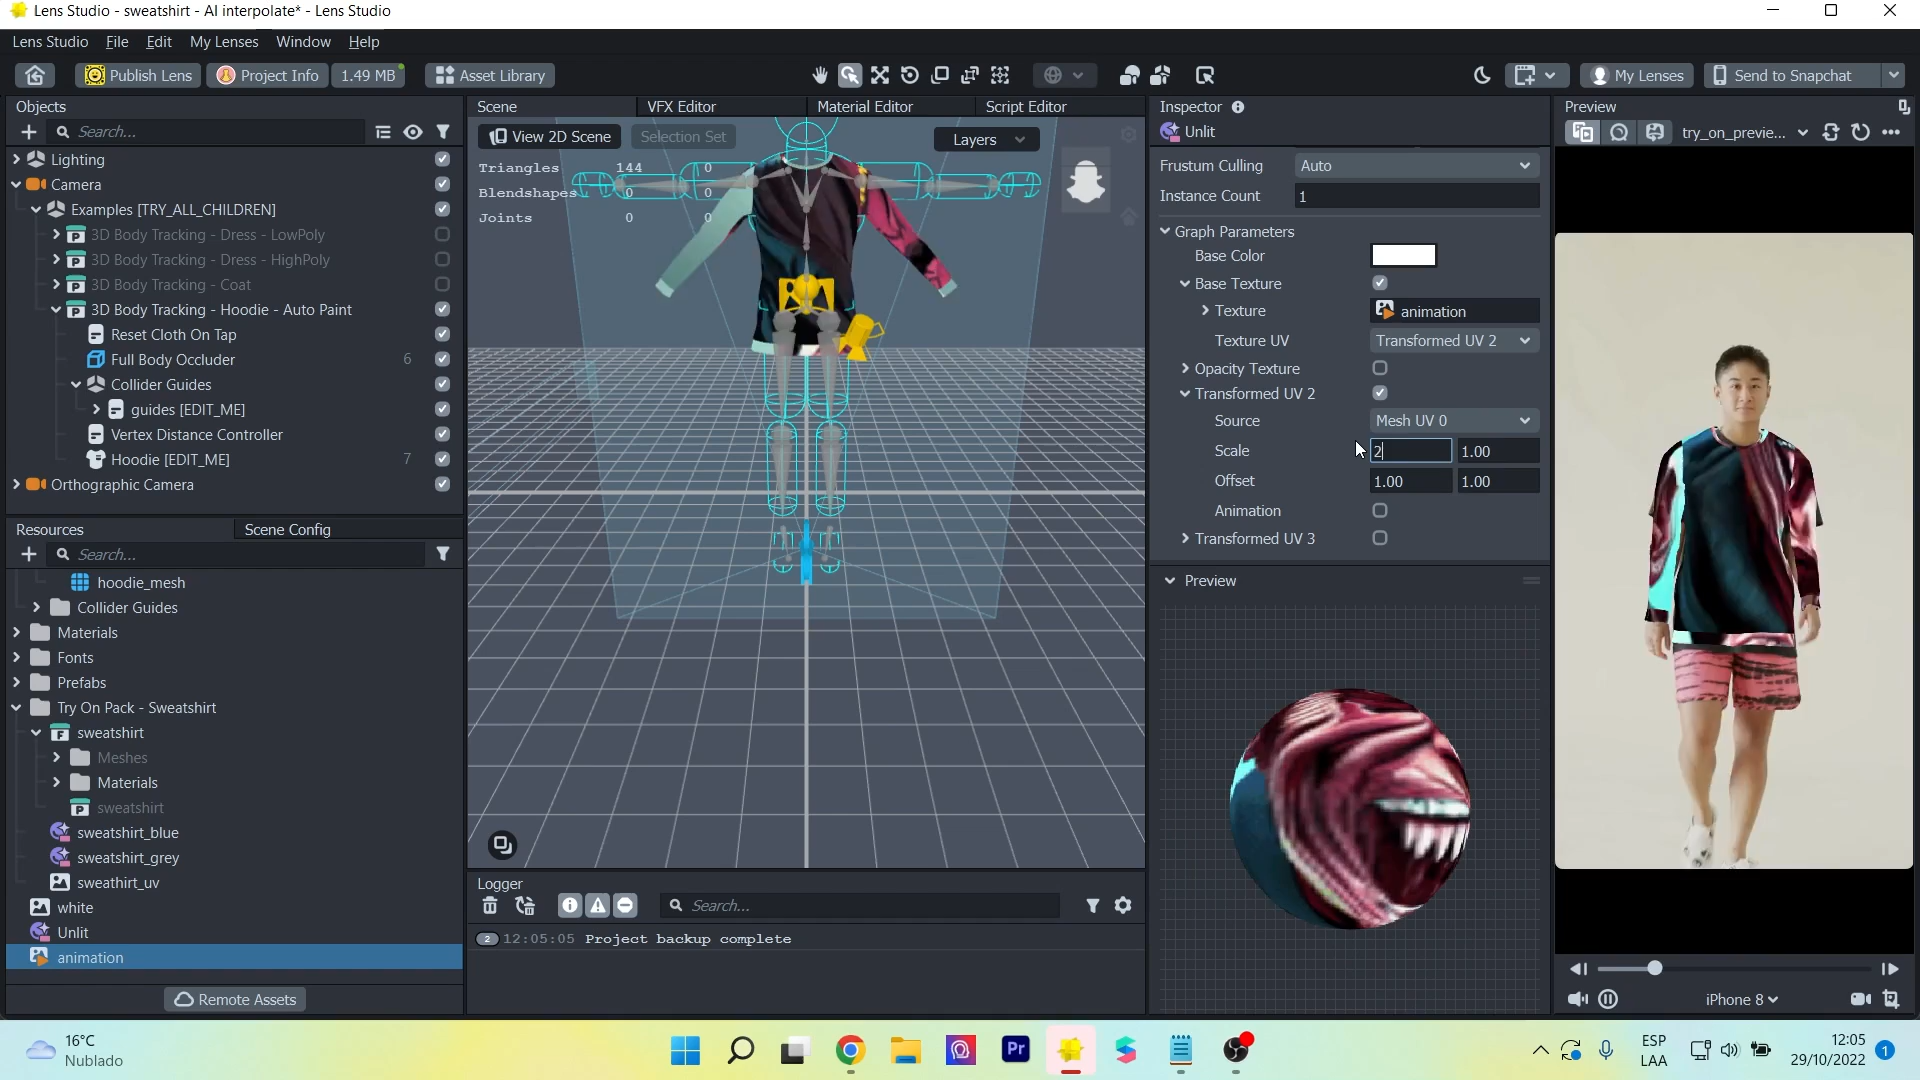 Lens Studio - sweatshirt - AI interpolate* - Lens Studio
Lens Studio File Edit My Lenses Window Help
Publish Lens Project Info 1.49 MB Asset Library My Lenses Send to Snapchat
Objects
Search...
Lighting
Camera
Examples [TRY_ALL_CHILDREN]
3D Body Tracking - Dress - LowPoly
3D Body Tracking - Dress - HighPoly
3D Body Tracking - Coat
3D Body Tracking - Hoodie - Auto Paint
Reset Cloth On Tap
Full Body Occluder 6
Collider Guides
guides [EDIT_ME]
Vertex Distance Controller
Hoodie [EDIT_ME] 7
Orthographic Camera
Resources Scene Config
Search...
hoodie_mesh
Collider Guides
Materials
Fonts
Prefabs
Try On Pack - Sweatshirt
sweatshirt
Meshes
Materials
sweatshirt
sweatshirt_blue
sweatshirt_grey
sweathirt_uv
white
Unlit
animation
Remote Assets
Scene VFX Editor Material Editor Script Editor
View 2D Scene Selection Set Layers
Triangles 144 0
Blendshapes 0 0
Joints 0 0
Logger
Search...
2 12:05:05 Project backup complete
Inspector
Unlit
Frustum Culling Auto
Instance Count 1
Graph Parameters
Base Color
Base Texture
Texture animation
Texture UV Transformed UV 2
Opacity Texture
Transformed UV 2
Source Mesh UV 0
Scale 2 1.00
Offset 1.00 1.00
Animation
Transformed UV 3
Preview
Preview
try_on_previe...
iPhone 8
16°C
Nublado
Pr
ESP
LAA
12:05
29/10/2022
1